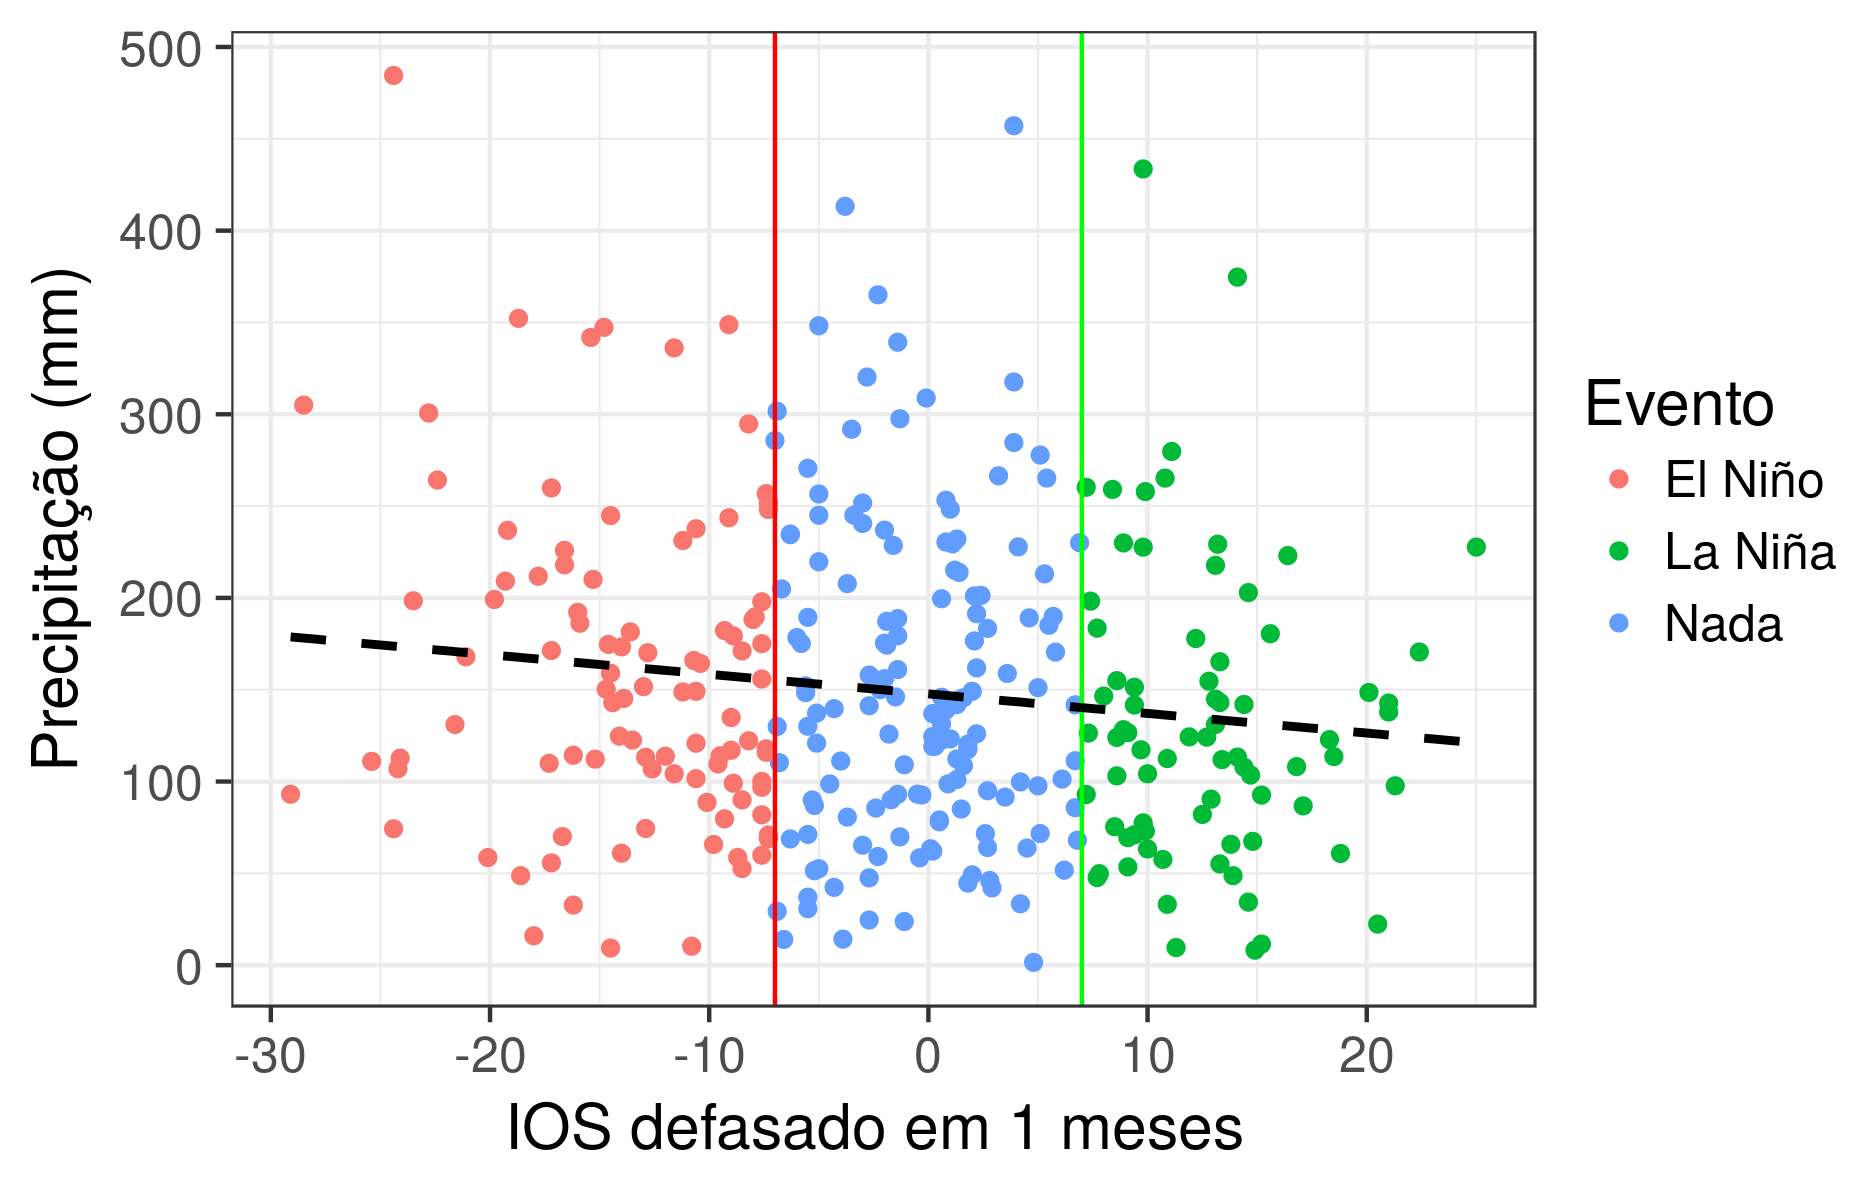 500
400
300
200
100
0
Precipitação (mm)
-30 -20 -10 0 10 20
IOS defasado em 1 meses
Evento
El Niño
La Niña
Nada